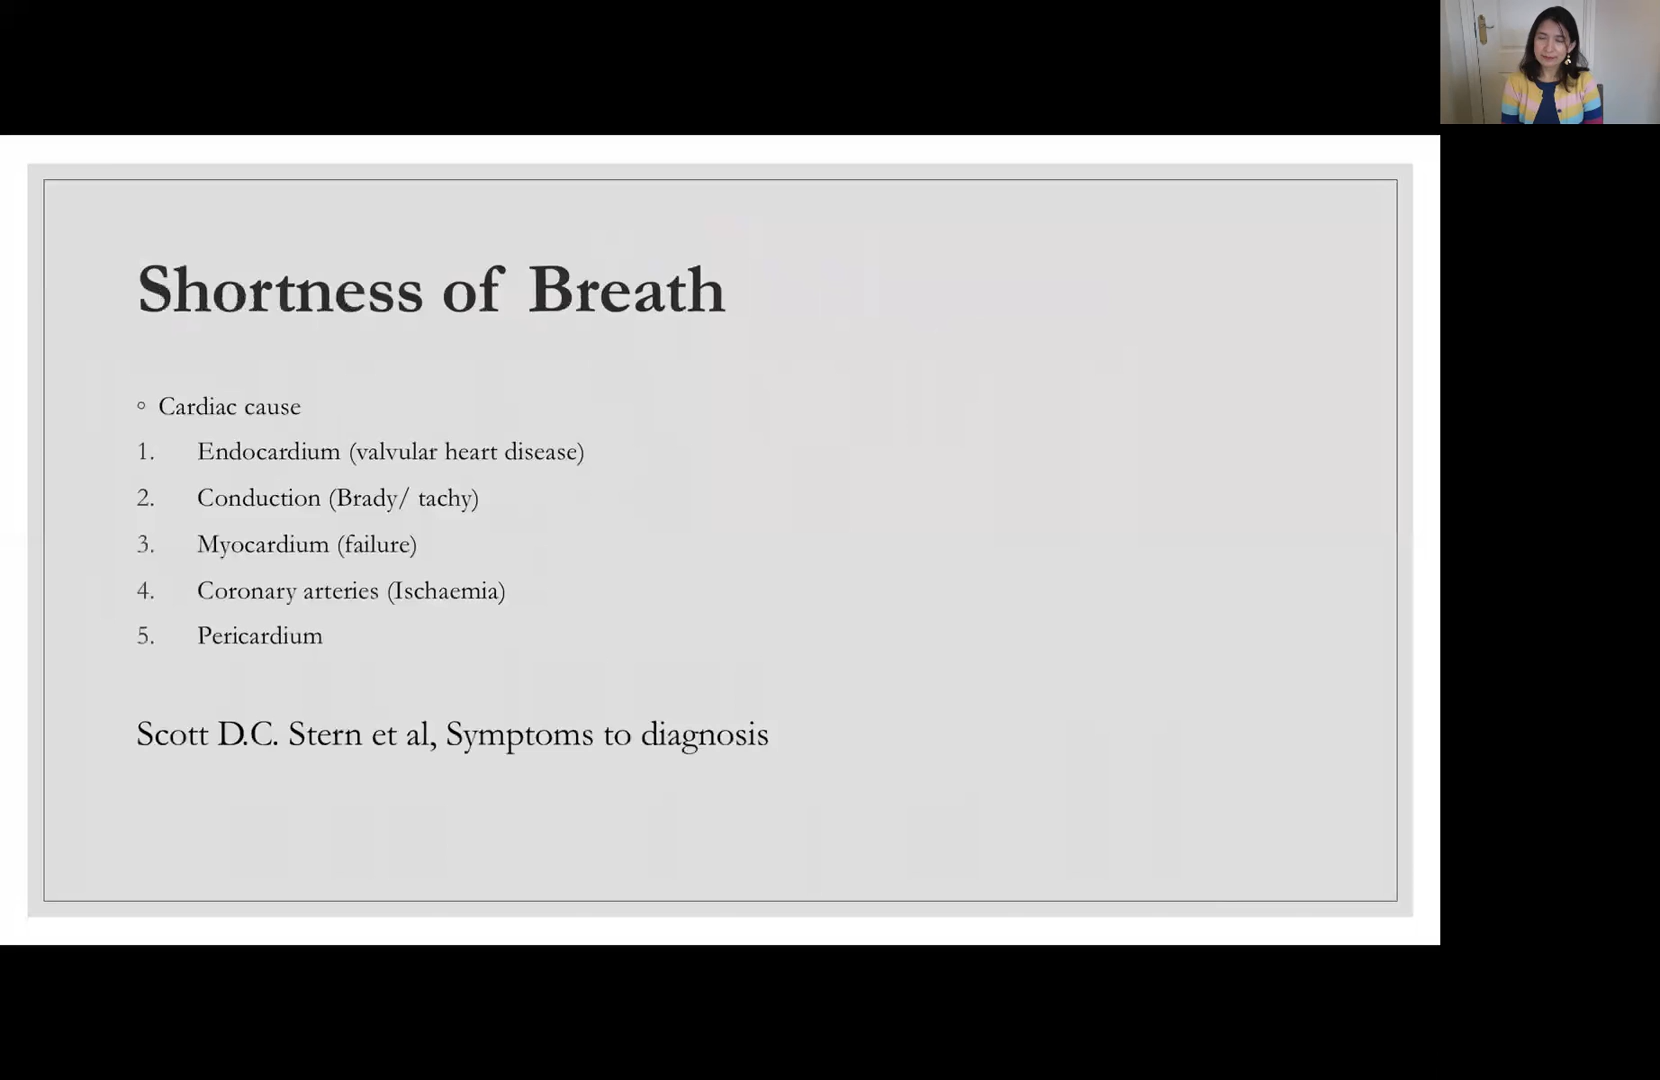 Shortness of Breath
◦ Cardiac cause
1. Endocardium (valvular heart disease)
2. Conduction (Brady/ tachy)
3. Myocardium (failure)
4. Coronary arteries (Ischaemia)
5. Pericardium
Scott D.C. Stern et al, Symptoms to diagnosis